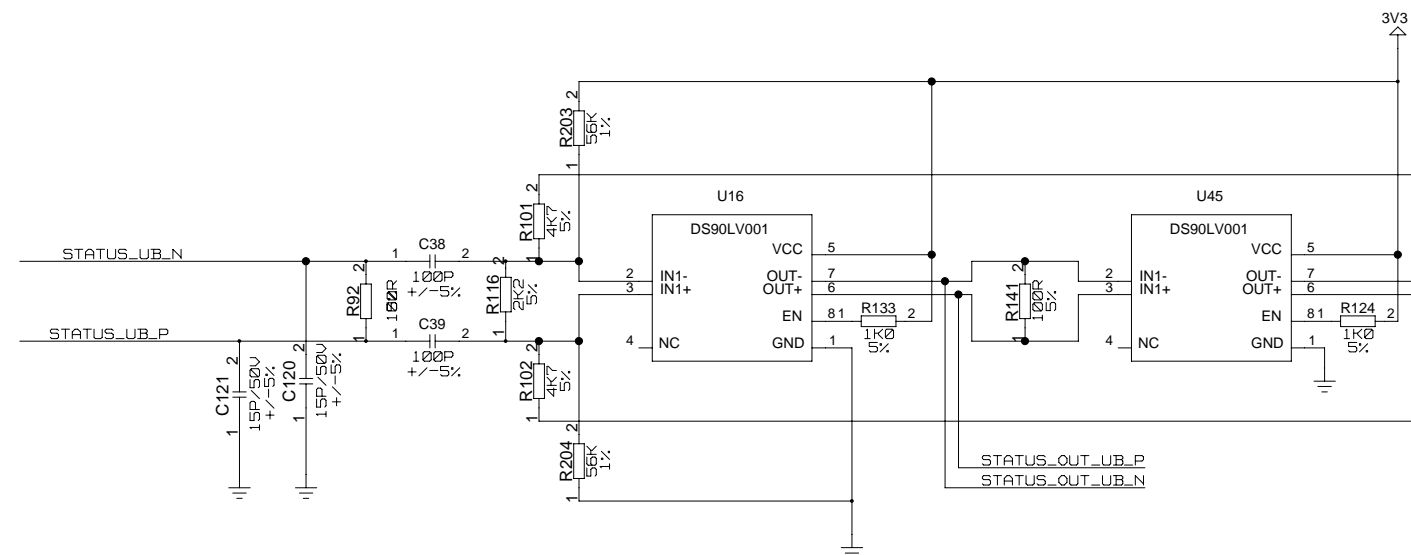 3V3
2
R203
56K
1%
1
2
R101
4K7
5%
1
U16
DS90LV001
VCC
5
2
IN1-
3
IN1+
OUT-
7
OUT+
6
EN
8
4
NC
GND
1
U45
DS90LV001
VCC
5
2
IN1-
3
IN1+
OUT-
7
OUT+
6
EN
8
4
NC
GND
1
STATUS_UB_N
1
C38
2
100P
+/-5%
2
R92
1
2
R116
2K2
5%
1
STATUS_UB_P
1
C39
2
100P
+/-5%
2
R102
4K7
5%
1
1
R133
2
1K0
5%
2
R141
100R
5%
1
1
R124
2
1K0
5%
2
C121
15P/50V
+/-5%
1
2
C120
15P/50V
+/-5%
1
2
R204
56K
1%
1
STATUS_OUT_UB_P
STATUS_OUT_UB_N